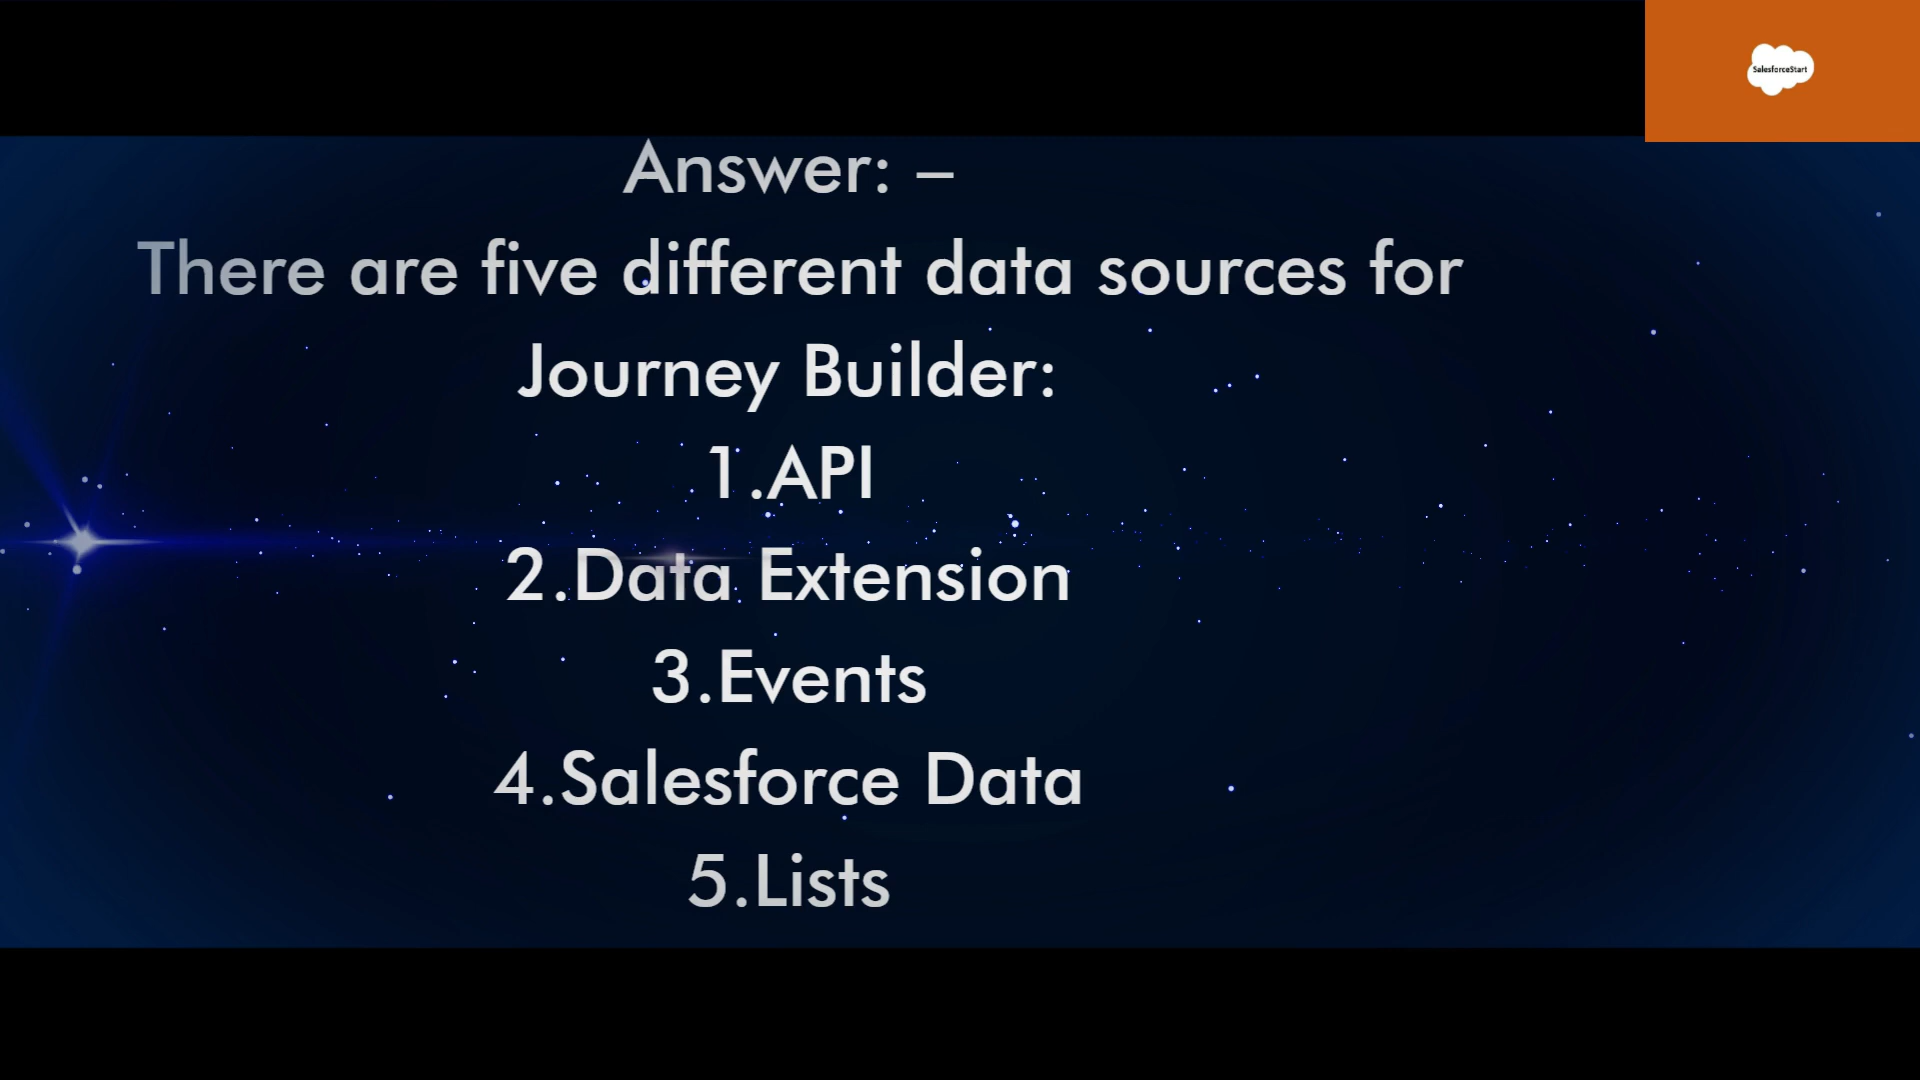 SalesforceStart
Answer: –
There are five different data sources for
Journey Builder:
1.API
2.Data Extension
3.Events
4.Salesforce Data
5.Lists